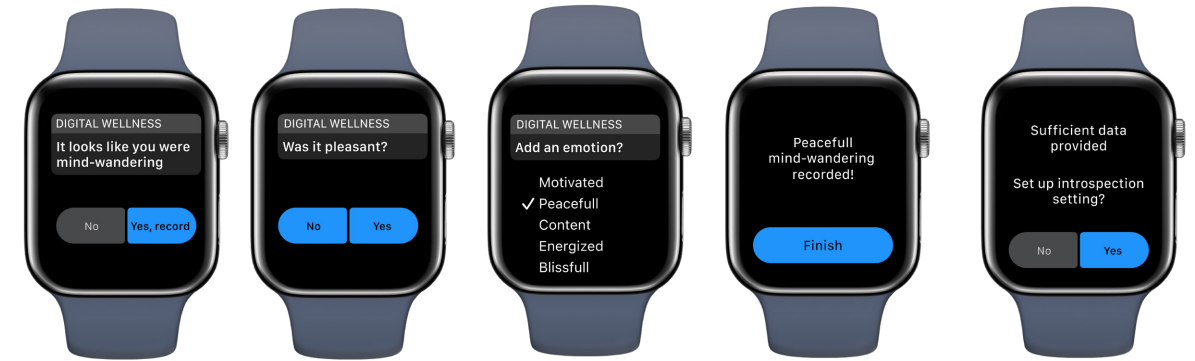 DIGITAL WELLNESS
It looks like you were
mind-wandering
No
Yes, record
DIGITAL WELLNESS
Was it pleasant?
No
Yes
DIGITAL WELLNESS
Add an emotion?
Motivated
Peacefull
Content
Energized
Blissfull
Peacefull
mind-wandering
recorded!
Finish
Sufficient data
provided
Set up introspection
setting?
No
Yes